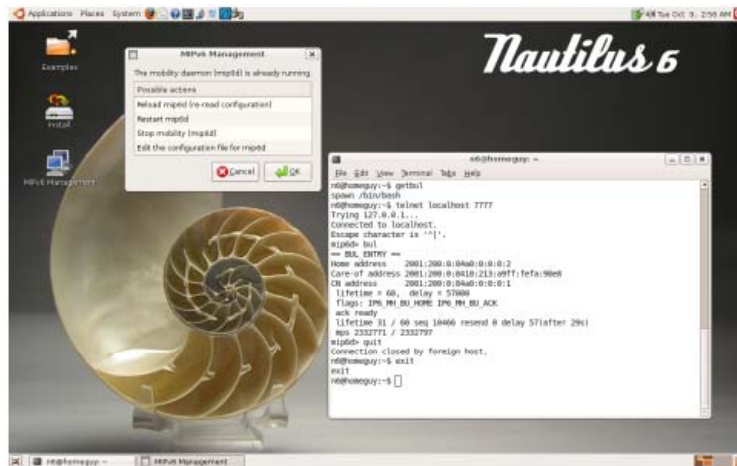 Applications Places System
Tue Oct 9, 2:58 AM
Nautilus 6
Examples
Install
MIPv6 Management
MIPv6 Management
The mobility daemon (mip6d) is already running
Possible actions
Reload mip6d (re-read configuration)
Restart mip6d
Stop mobility (mip6d)
Edit the configuration file for mip6d
Cancel OK
n6@homeguy: ~
File Edit View Terminal Tabs Help
n6@homeguy:~$ getbul
spawn /bin/bash
n6@homeguy:~$ telnet localhost 7777
Trying 127.0.0.1...
Connected to localhost.
Escape character is '^]'.
mip6d> bul
== BUL ENTRY ==
Home address 2001:200:0:84a0:0:0:0:2
Care-of address 2001:200:0:8410:213:a9ff:fefa:98e8
CN address 2001:200:0:84a0:0:0:0:1
lifetime = 60, delay = 57000
flags: IP6_MH_BU_HOME IP6_MH_BU_ACK
ack ready
lifetime 31 / 60 seq 10466 resend 0 delay 57(after 29s)
mps 2332771 / 2332797
mip6d> quit
Connection closed by foreign host.
n6@homeguy:~$ exit
exit
n6@homeguy:~$
n6@homeguy: ~
MIPv6 Management